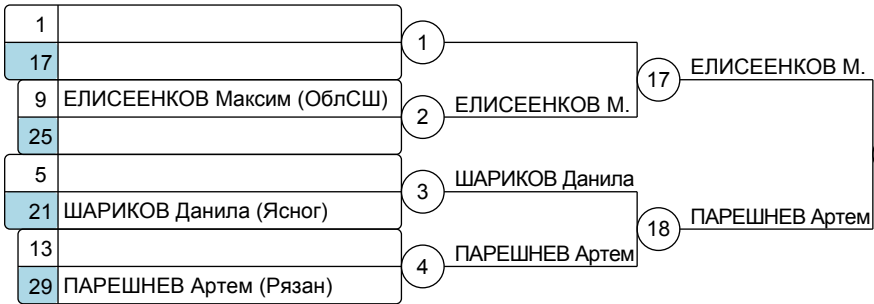 1
1
17
17
ЕЛИСЕЕНКОВ М.
9 ЕЛИСЕЕНКОВ Максим (ОблСШ)
2
ЕЛИСЕЕНКОВ М.
25
5
3
ШАРИКОВ Данила
21 ШАРИКОВ Данила (Ясног)
18
ПАРЕШНЕВ Артем
13
4
ПАРЕШНЕВ Артем
29 ПАРЕШНЕВ Артем (Рязан)